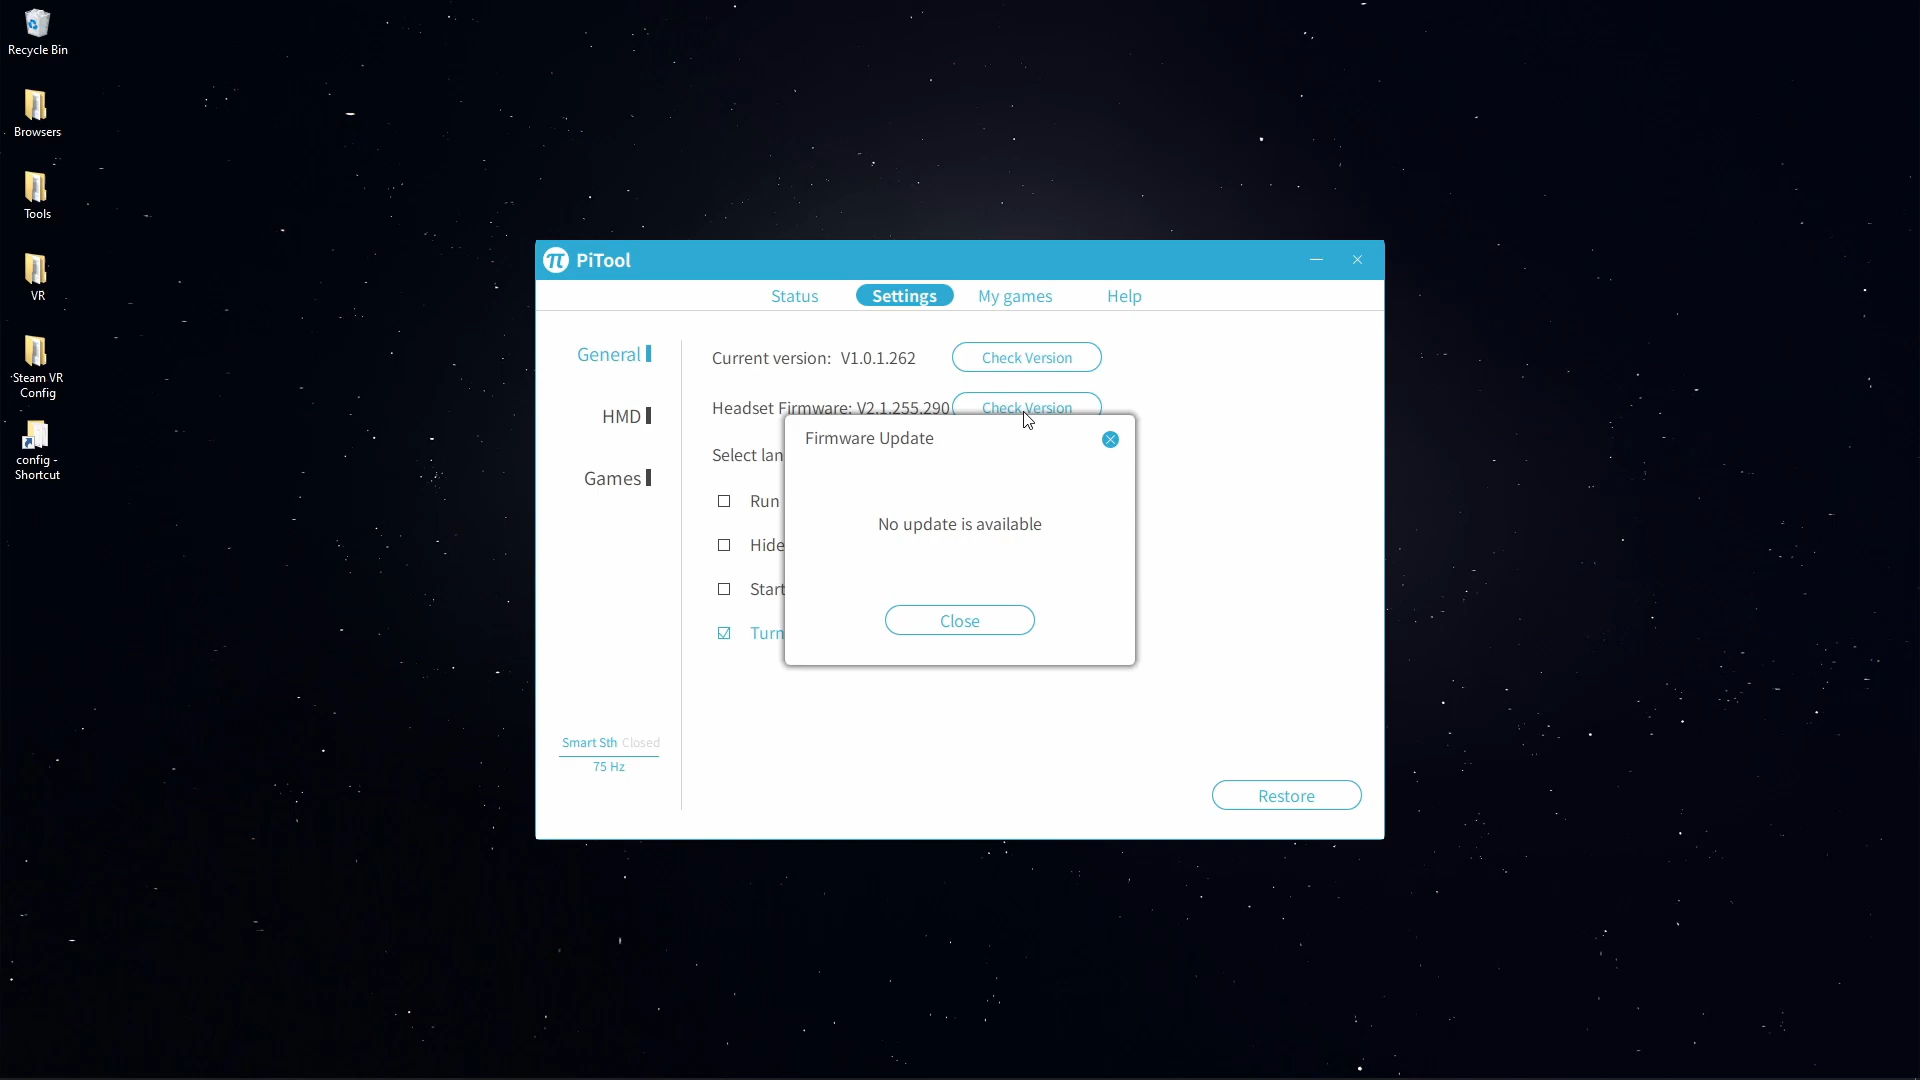 Recycle Bin
Browsers
Tools
VR
Steam VR
Config
config -
Shortcut
π PiTool
Status Settings My games Help
General
HMD
Games
Smart Sth Closed
75 Hz
Current version: V1.0.1.262 Check Version
Headset Firmware: V2.1.255.290 Check Version
Select lan
Run
Hide
Start
Turn
Firmware Update
No update is available
Close
Restore